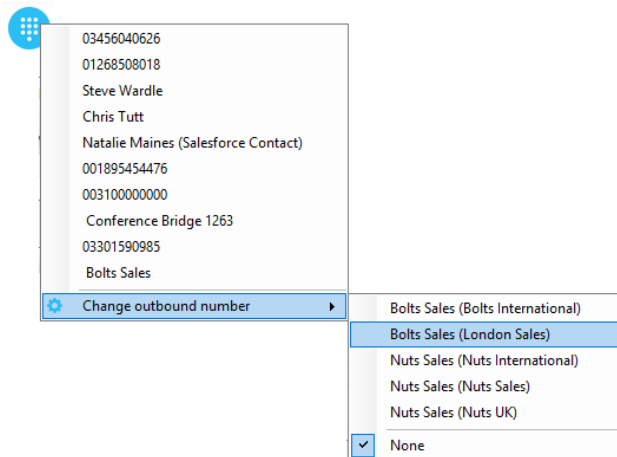 03456040626
01268508018
Steve Wardle
Chris Tutt
Natalie Maines (Salesforce Contact)
001895454476
003100000000
Conference Bridge 1263
03301590985
Bolts Sales
Change outbound number
Bolts Sales (Bolts International)
Bolts Sales (London Sales)
Nuts Sales (Nuts International)
Nuts Sales (Nuts Sales)
Nuts Sales (Nuts UK)
None